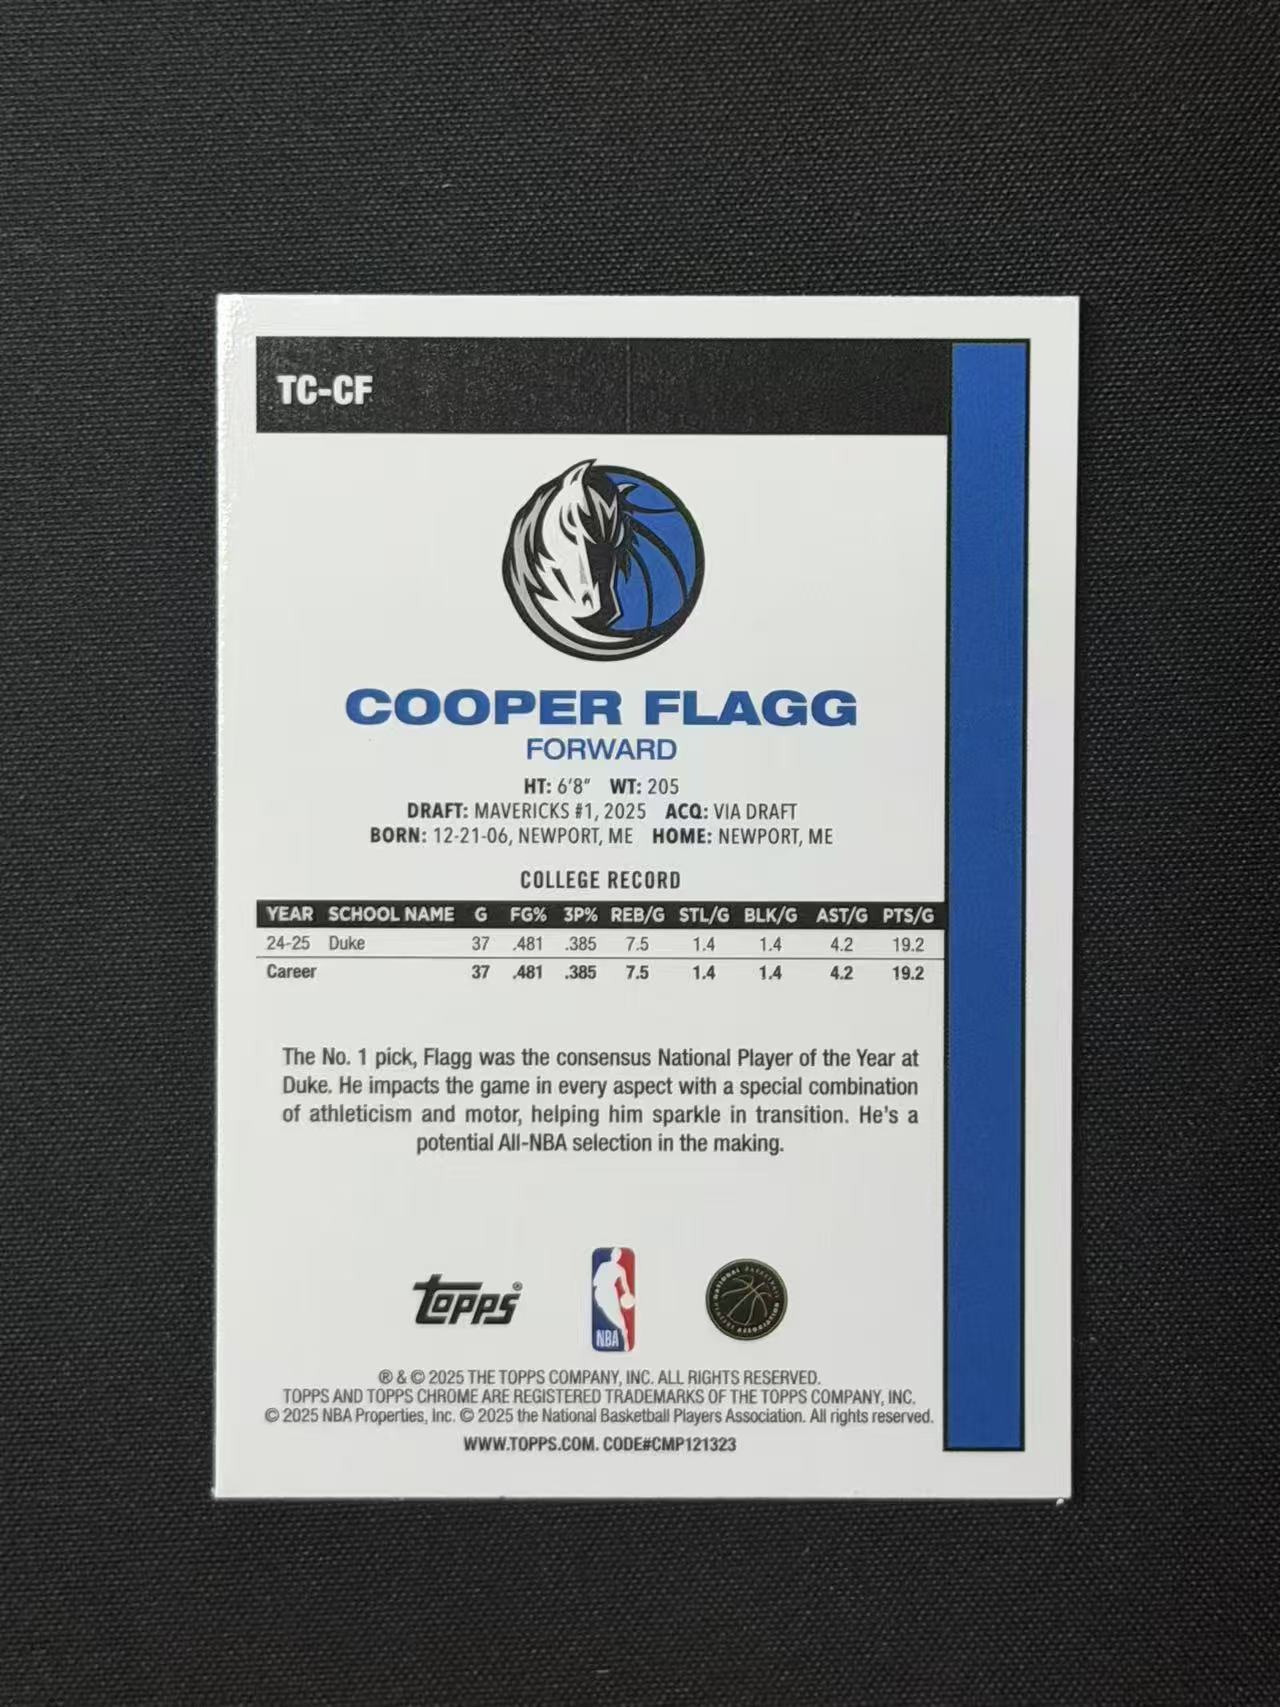 TC-CF
COOPER FLAGG
FORWARD
HT: 6'8" WT: 205
DRAFT: MAVERICKS #1, 2025 ACQ: VIA DRAFT
BORN: 12-21-06, NEWPORT, ME HOME: NEWPORT, ME
COLLEGE RECORD
YEAR SCHOOL NAME G FG% 3P% REB/G STL/G BLK/G AST/G PTS/G
24-25 Duke 37 .481 .385 7.5 1.4 1.4 4.2 19.2
Career 37 .481 .385 7.5 1.4 1.4 4.2 19.2
The No. 1 pick, Flagg was the consensus National Player of the Year at
Duke. He impacts the game in every aspect with a special combination
of athleticism and motor, helping him sparkle in transition. He's a
potential All-NBA selection in the making.
topps®
NBA
NATIONAL BASKETBALL
PLAYERS ASSOCIATION
® & © 2025 THE TOPPS COMPANY, INC. ALL RIGHTS RESERVED.
TOPPS AND TOPPS CHROME ARE REGISTERED TRADEMARKS OF THE TOPPS COMPANY, INC.
© 2025 NBA Properties, Inc. © 2025 the National Basketball Players Association. All rights reserved.
WWW.TOPPS.COM. CODE#CMP121323